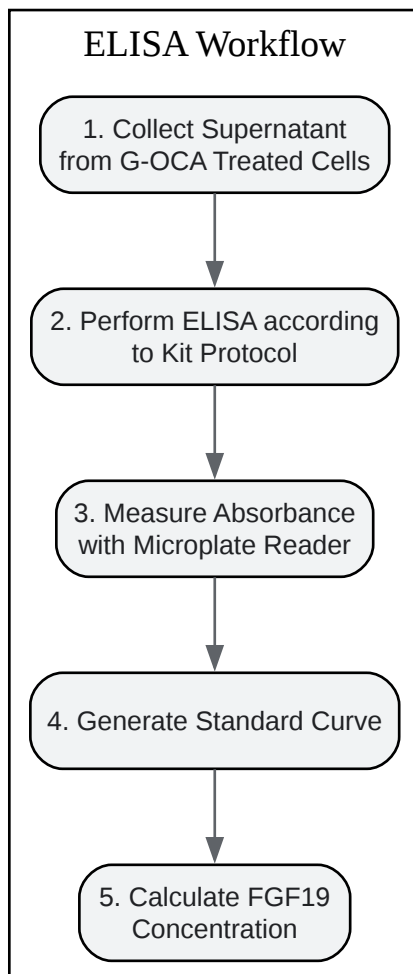 ELISA Workflow
1. Collect Supernatant
from G-OCA Treated Cells
2. Perform ELISA according
to Kit Protocol
3. Measure Absorbance
with Microplate Reader
4. Generate Standard Curve
5. Calculate FGF19
Concentration